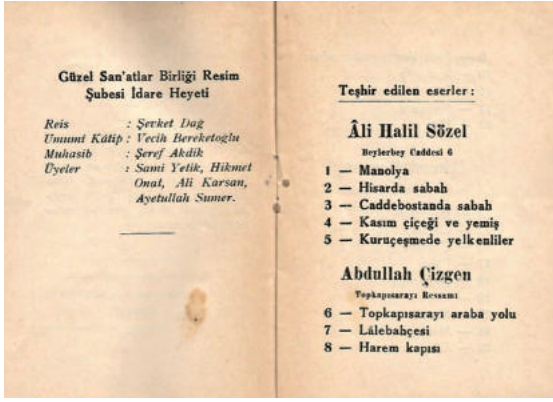 Güzel San'atlar Birliği Resim
Şubesi İdare Heyeti
Reis : Şevket Dağ
Umumî Kâtip : Vecih Bereketoğlu
Muhasib : Şeref Akdik
Üyeler : Sami Yetik, Hikmet
Onat, Ali Karsan,
Ayetullah Sumer.
Teşhir edilen eserler :
Âli Halil Sözel
Beylerbey Caddesi 6
1 — Manolya
2 — Hisarda sabah
3 — Caddebostanda sabah
4 — Kasım çiçeği ve yemiş
5 — Kuruçeşmede yelkenliler
Abdullah Çizgen
Topkapısarayı Ressamı
6 — Topkapısarayı araba yolu
7 — Lâlebahçesi
8 — Harem kapısı